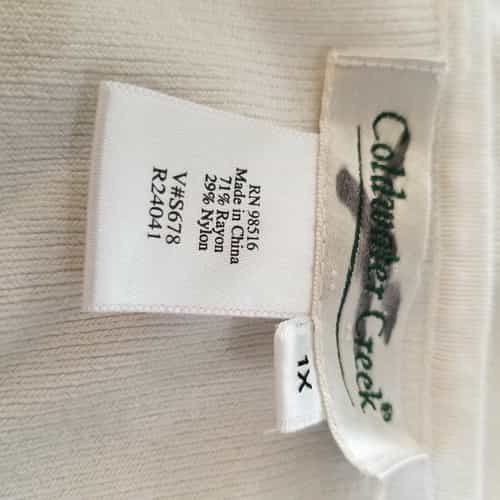 Coldwater Creek®
1X
RN 98516
Made in China
71% Rayon
29% Nylon
V#S678
R24041